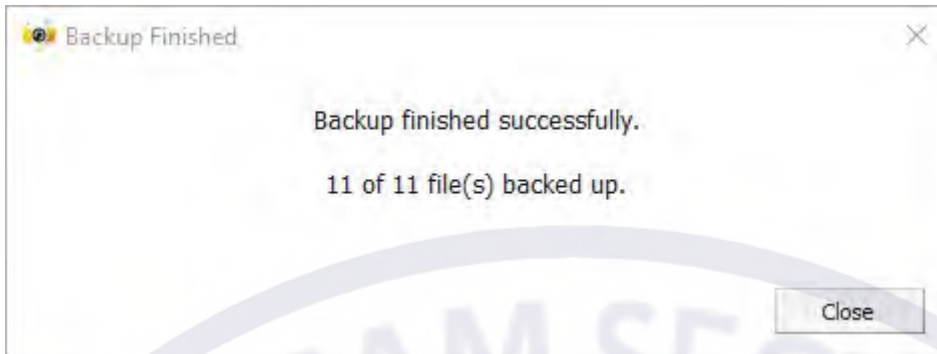 Backup Finished
Backup finished successfully.
11 of 11 file(s) backed up.
Close